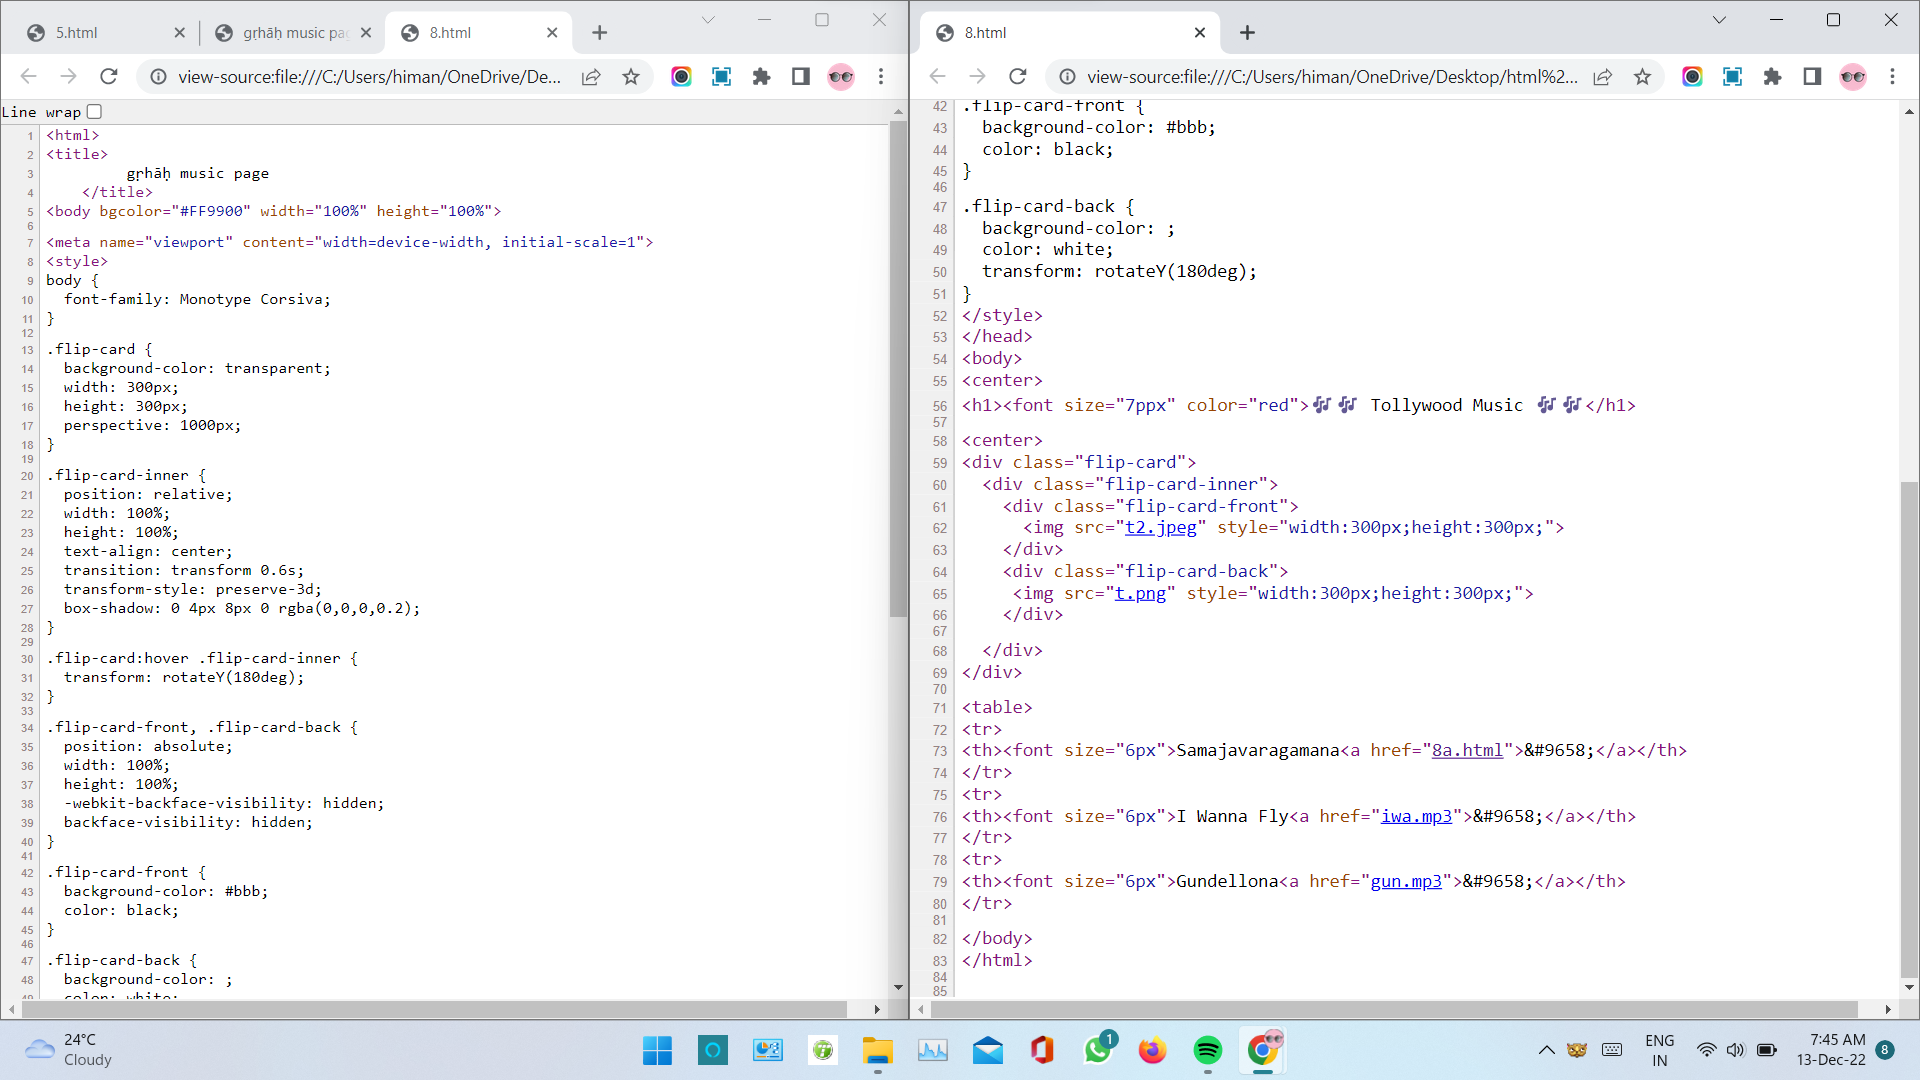 5.html
gṛhāḥ music pa
8.html
view-source:file:///C:/Users/himan/OneDrive/De...
Line wrap
1 <html>
2 <title>
3 gṛhāḥ music page
4 </title>
5 <body bgcolor="#FF9900" width="100%" height="100%">
6
7 <meta name="viewport" content="width=device-width, initial-scale=1">
8 <style>
9 body {
10 font-family: Monotype Corsiva;
11 }
12
13 .flip-card {
14 background-color: transparent;
15 width: 300px;
16 height: 300px;
17 perspective: 1000px;
18 }
19
20 .flip-card-inner {
21 position: relative;
22 width: 100%;
23 height: 100%;
24 text-align: center;
25 transition: transform 0.6s;
26 transform-style: preserve-3d;
27 box-shadow: 0 4px 8px 0 rgba(0,0,0,0.2);
28 }
29
30 .flip-card:hover .flip-card-inner {
31 transform: rotateY(180deg);
32 }
33
34 .flip-card-front, .flip-card-back {
35 position: absolute;
36 width: 100%;
37 height: 100%;
38 -webkit-backface-visibility: hidden;
39 backface-visibility: hidden;
40 }
41
42 .flip-card-front {
43 background-color: #bbb;
44 color: black;
45 }
46
47 .flip-card-back {
48 background-color: ;
49 color: white;
8.html
view-source:file:///C:/Users/himan/OneDrive/Desktop/html%2...
42 .flip-card-front {
43 background-color: #bbb;
44 color: black;
45 }
46
47 .flip-card-back {
48 background-color: ;
49 color: white;
50 transform: rotateY(180deg);
51 }
52 </style>
53 </head>
54 <body>
55 <center>
56 <h1><font size="7ppx" color="red">🎶🎶 Tollywood Music 🎶🎶</h1>
57
58 <center>
59 <div class="flip-card">
60 <div class="flip-card-inner">
61 <div class="flip-card-front">
62 <img src="t2.jpeg" style="width:300px;height:300px;">
63 </div>
64 <div class="flip-card-back">
65 <img src="t.png" style="width:300px;height:300px;">
66 </div>
67
68 </div>
69 </div>
70
71 <table>
72 <tr>
73 <th><font size="6px">Samajavaragamana<a href="8a.html">&#9658;</a></th>
74 </tr>
75 <tr>
76 <th><font size="6px">I Wanna Fly<a href="iwa.mp3">&#9658;</a></th>
77 </tr>
78 <tr>
79 <th><font size="6px">Gundellona<a href="gun.mp3">&#9658;</a></th>
80 </tr>
81
82 </body>
83 </html>
84
85
24°C
Cloudy
1
ENG
IN
7:45 AM
13-Dec-22
8